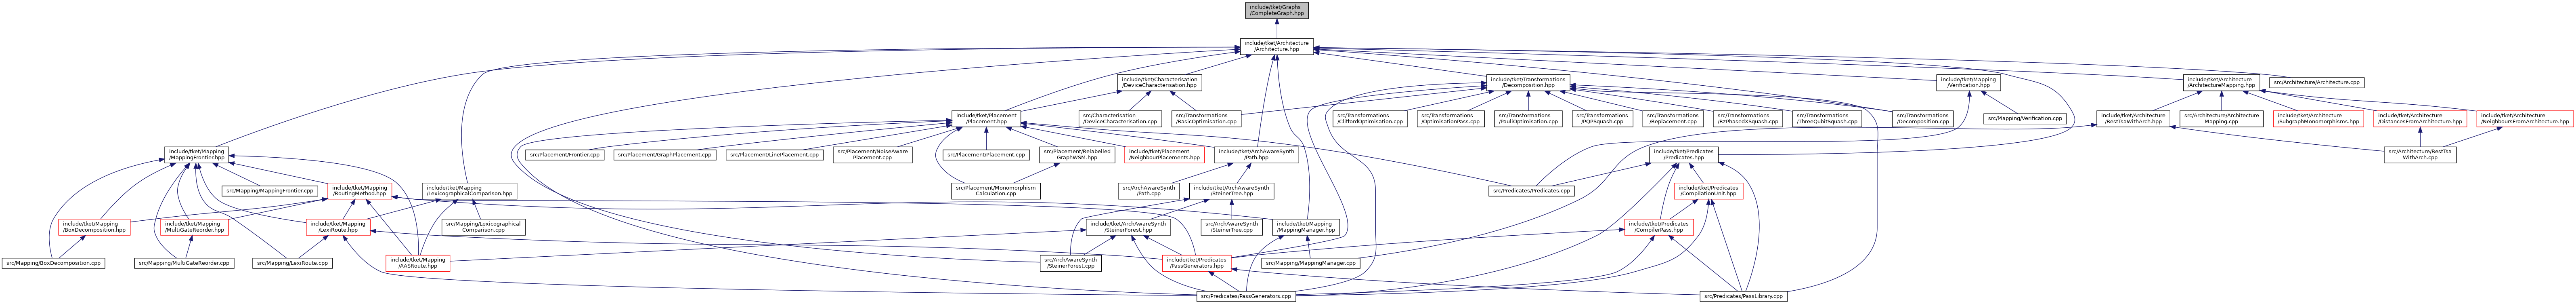 include/tket/Graphs
/CompleteGraph.hpp
include/tket/Architecture
/Architecture.hpp
include/tket/Characterisation
/DeviceCharacterisation.hpp
include/tket/Transformations
/Decomposition.hpp
include/tket/Mapping
/Verification.hpp
include/tket/Architecture
/ArchitectureMapping.hpp
src/Architecture/Architecture.cpp
include/tket/Placement
/Placement.hpp
src/Characterisation
/DeviceCharacterisation.cpp
src/Transformations
/BasicOptimisation.cpp
src/Transformations
/CliffordOptimisation.cpp
src/Transformations
/OptimisationPass.cpp
src/Transformations
/PauliOptimisation.cpp
src/Transformations
/PQPSquash.cpp
src/Transformations
/Replacement.cpp
src/Transformations
/RzPhasedXSquash.cpp
src/Transformations
/ThreeQubitSquash.cpp
src/Transformations
/Decomposition.cpp
src/Mapping/Verification.cpp
include/tket/Architecture
/BestTsaWithArch.hpp
src/Architecture/Architecture
Mapping.cpp
include/tket/Architecture
/SubgraphMonomorphisms.hpp
include/tket/Architecture
/DistancesFromArchitecture.hpp
include/tket/Architecture
/NeighboursFromArchitecture.hpp
include/tket/Mapping
/MappingFrontier.hpp
src/Placement/Frontier.cpp
src/Placement/GraphPlacement.cpp
src/Placement/LinePlacement.cpp
src/Placement/NoiseAware
Placement.cpp
src/Placement/Placement.cpp
src/Placement/Relabelled
GraphWSM.hpp
include/tket/Placement
/NeighbourPlacements.hpp
include/tket/ArchAwareSynth
/Path.hpp
include/tket/Predicates
/Predicates.hpp
src/Architecture/BestTsa
WithArch.cpp
src/Mapping/MappingFrontier.cpp
include/tket/Mapping
/RoutingMethod.hpp
include/tket/Mapping
/LexicographicalComparison.hpp
src/Placement/Monomorphism
Calculation.cpp
src/ArchAwareSynth
/Path.cpp
include/tket/ArchAwareSynth
/SteinerTree.hpp
src/Predicates/Predicates.cpp
include/tket/Predicates
/CompilationUnit.hpp
include/tket/Mapping
/BoxDecomposition.hpp
include/tket/Mapping
/MultiGateReorder.hpp
include/tket/Mapping
/LexiRoute.hpp
src/Mapping/Lexicographical
Comparison.cpp
include/tket/ArchAwareSynth
/SteinerForest.hpp
src/ArchAwareSynth
/SteinerTree.cpp
include/tket/Mapping
/MappingManager.hpp
include/tket/Predicates
/CompilerPass.hpp
src/Mapping/BoxDecomposition.cpp
src/Mapping/MultiGateReorder.cpp
src/Mapping/LexiRoute.cpp
include/tket/Mapping
/AASRoute.hpp
src/ArchAwareSynth
/SteinerForest.cpp
include/tket/Predicates
/PassGenerators.hpp
src/Mapping/MappingManager.cpp
src/Predicates/PassGenerators.cpp
src/Predicates/PassLibrary.cpp